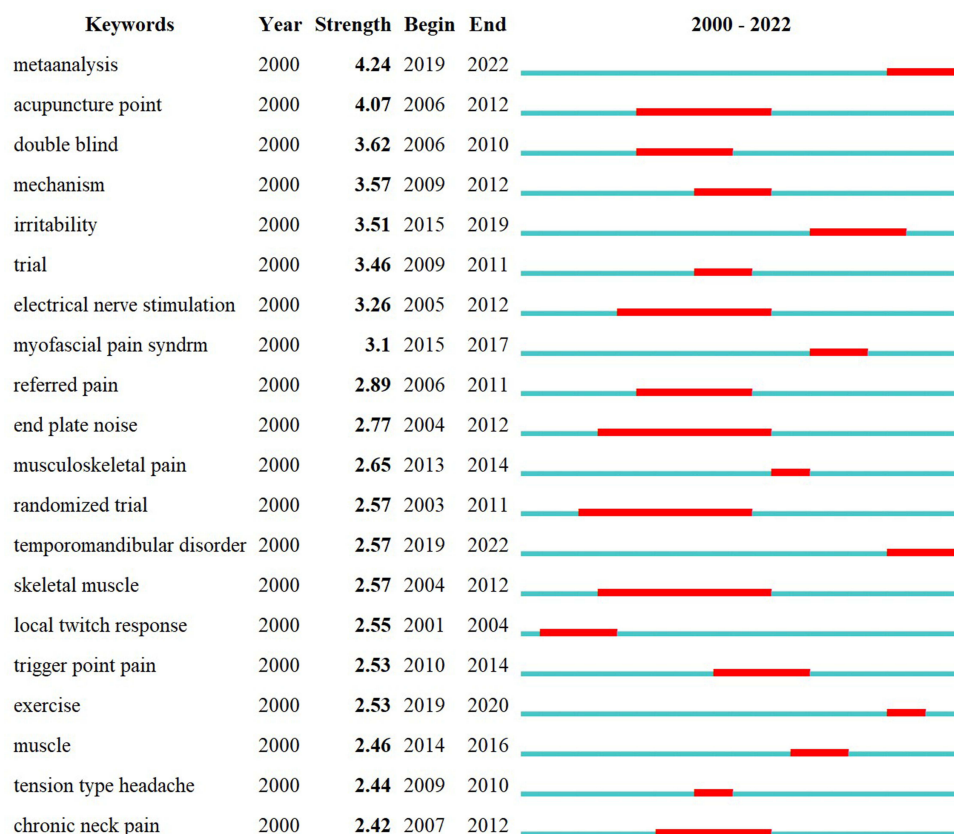 Keywords Year Strength Begin End 2000 - 2022
metaanalysis 2000 4.24 2019 2022
acupuncture point 2000 4.07 2006 2012
double blind 2000 3.62 2006 2010
mechanism 2000 3.57 2009 2012
irritability 2000 3.51 2015 2019
trial 2000 3.46 2009 2011
electrical nerve stimulation 2000 3.26 2005 2012
myofascial pain syndrm 2000 3.1 2015 2017
referred pain 2000 2.89 2006 2011
end plate noise 2000 2.77 2004 2012
musculoskeletal pain 2000 2.65 2013 2014
randomized trial 2000 2.57 2003 2011
temporomandibular disorder 2000 2.57 2019 2022
skeletal muscle 2000 2.57 2004 2012
local twitch response 2000 2.55 2001 2004
trigger point pain 2000 2.53 2010 2014
exercise 2000 2.53 2019 2020
muscle 2000 2.46 2014 2016
tension type headache 2000 2.44 2009 2010
chronic neck pain 2000 2.42 2007 2012